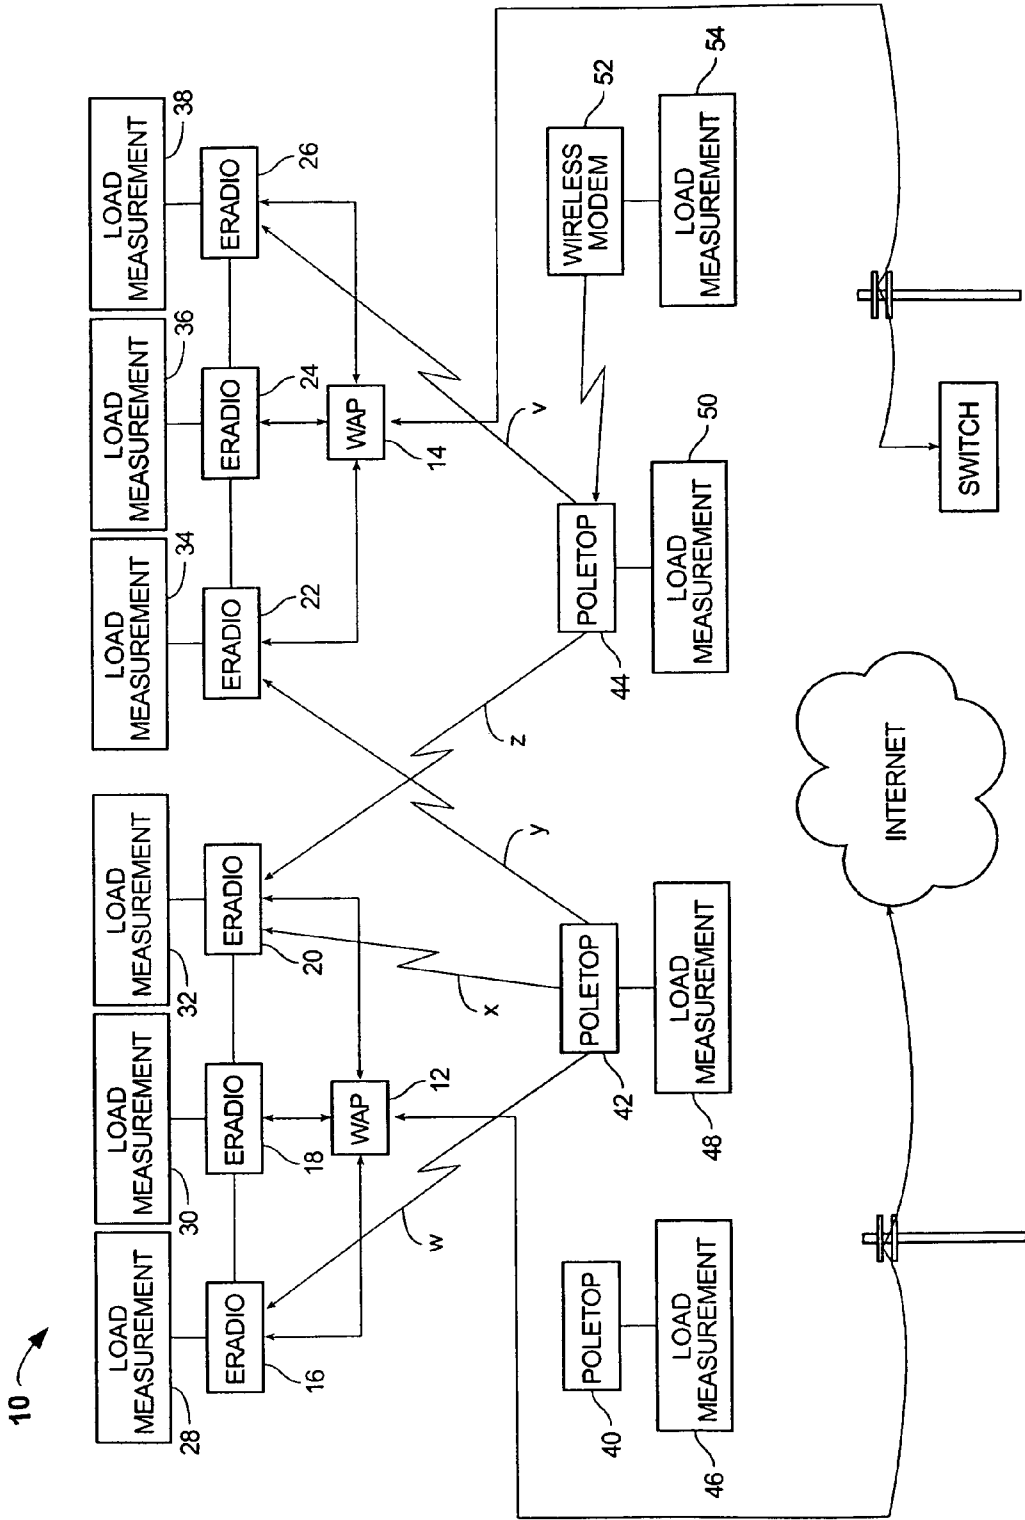 10
LOAD
MEASUREMENT
28
LOAD
MEASUREMENT
30
LOAD
MEASUREMENT
32
LOAD
MEASUREMENT
34
LOAD
MEASUREMENT
36
LOAD
MEASUREMENT
38
ERADIO
16
ERADIO
18
ERADIO
20
ERADIO
22
ERADIO
24
ERADIO
26
WAP
12
WAP
14
w
x
y
z
v
POLETOP
40
POLETOP
42
POLETOP
44
WIRELESS
MODEM
52
LOAD
MEASUREMENT
46
LOAD
MEASUREMENT
48
LOAD
MEASUREMENT
50
LOAD
MEASUREMENT
54
INTERNET
SWITCH